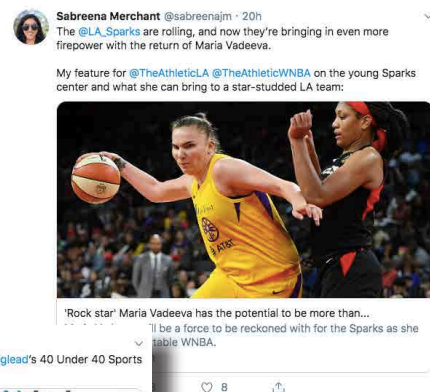 Sabreena Merchant @sabreenajm · 20h
The @LA_Sparks are rolling, and now they're bringing in even more
firepower with the return of Maria Vadeeva.
My feature for @TheAthleticLA @TheAthleticWNBA on the young Sparks
center and what she can bring to a star-studded LA team:
AT&T
'Rock star' Maria Vadeeva has the potential to be more than...
ll be a force to be reckoned with for the Sparks as she
table WNBA.
glead's 40 Under 40 Sports
8